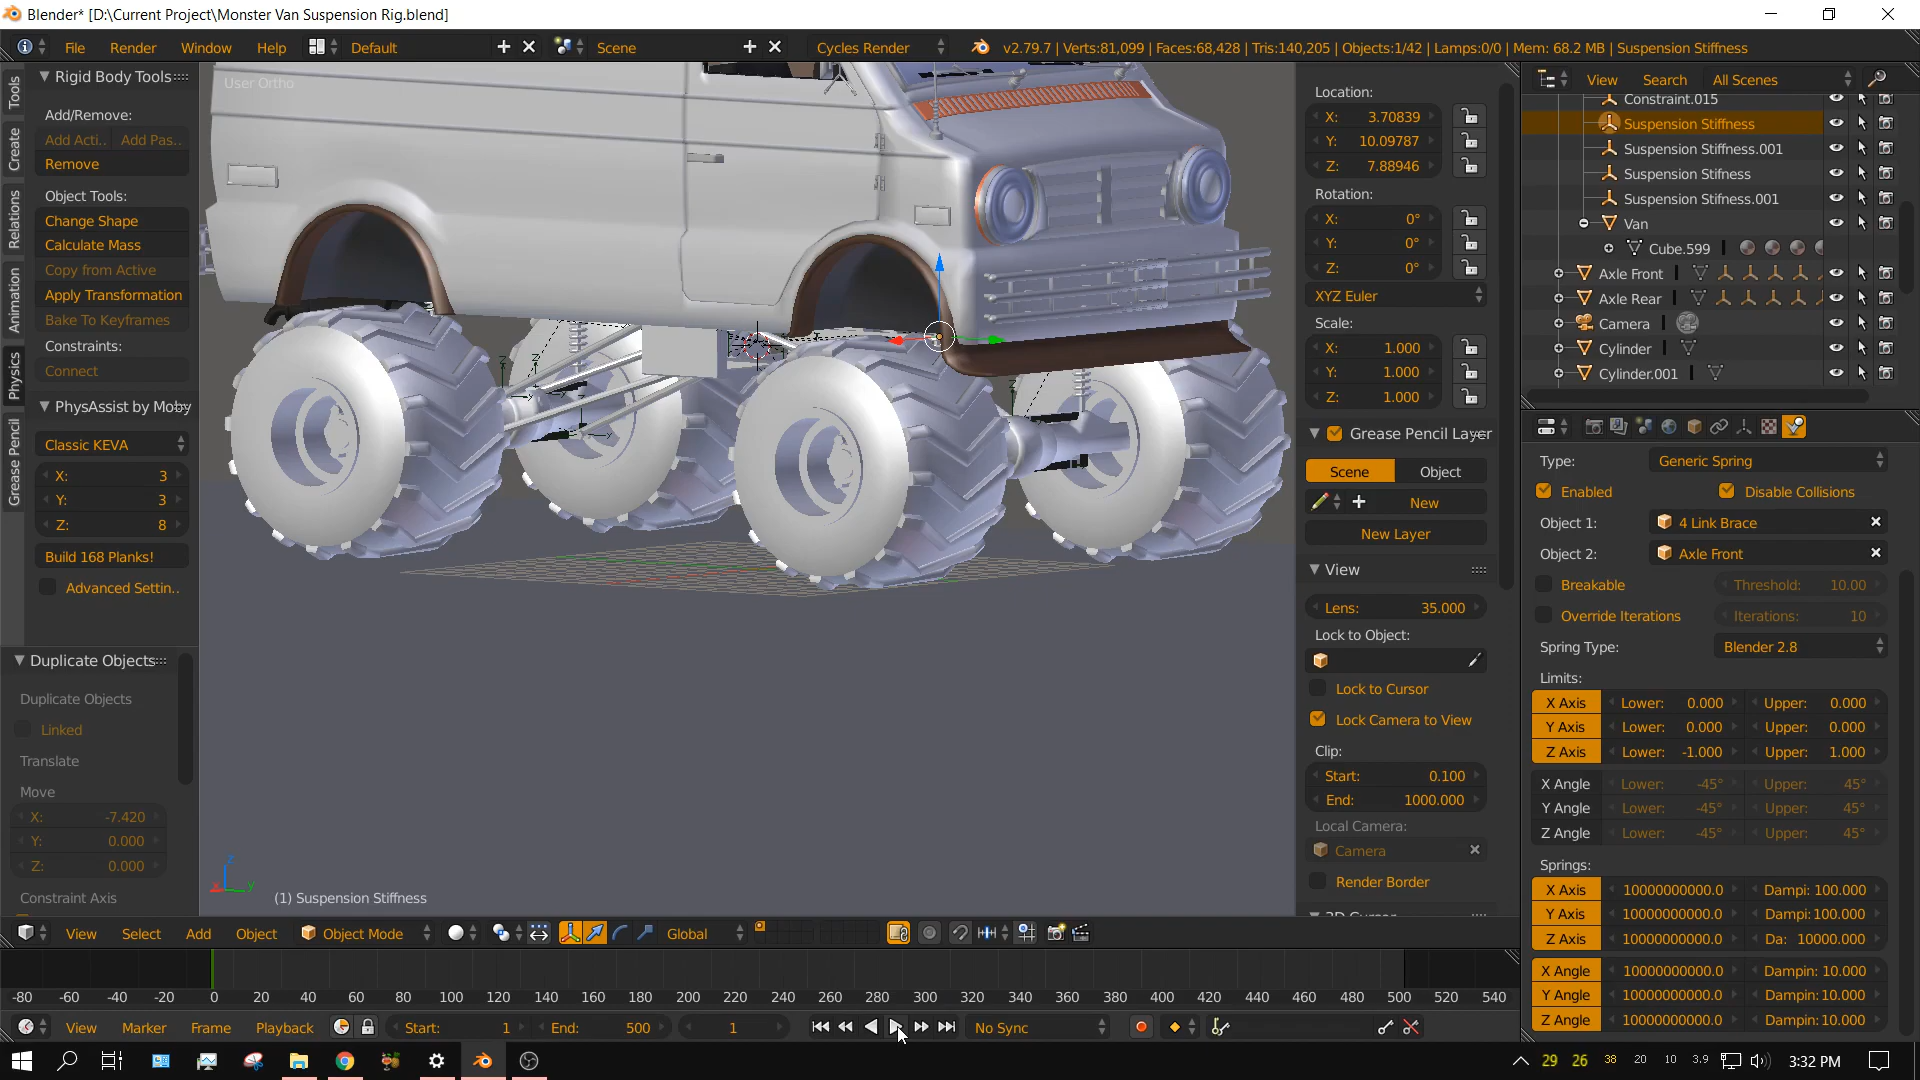 Blender* [D:\Current Project\Monster Van Suspension Rig.blend]
File Render Window Help Default Scene Cycles Render v2.79.7 | Verts:81,099 | Faces:68,428 | Tris:140,205 | Objects:1/42 | Lamps:0/0 | Mem: 68.2 MB | Suspension Stiffness
Tools
Create
Relations
Animation
Physics
Grease Pencil
Rigid Body Tools
Add/Remove:
Add Acti.. Add Pas..
Remove
Object Tools:
Change Shape
Calculate Mass
Copy from Active
Apply Transformation
Bake To Keyframes
Constraints:
Connect
PhysAssist by Moby
Classic KEVA
X: 3
Y: 3
Z: 8
Build 168 Planks!
Advanced Settin..
Duplicate Objects
Duplicate Objects
Linked
Translate
Move
X: -7.420
Y: 0.000
Z: 0.000
Constraint Axis
User Ortho
(1) Suspension Stiffness
Location:
X: 3.70839
Y: 10.09787
Z: 7.88946
Rotation:
X: 0°
Y: 0°
Z: 0°
XYZ Euler
Scale:
X: 1.000
Y: 1.000
Z: 1.000
Grease Pencil Layer
Scene Object
New
New Layer
View
Lens: 35.000
Lock to Object:
Lock to Cursor
Lock Camera to View
Clip:
Start: 0.100
End: 1000.000
Local Camera:
Camera
Render Border
View Search All Scenes
Constraint.015
Suspension Stiffness
Suspension Stiffness.001
Suspension Stifness
Suspension Stifness.001
Van
Cube.599
Axle Front
Axle Rear
Camera
Cylinder
Cylinder.001
Type: Generic Spring
Enabled Disable Collisions
Object 1: 4 Link Brace
Object 2: Axle Front
Breakable Threshold: 10.00
Override Iterations Iterations: 10
Spring Type: Blender 2.8
Limits:
X Axis Lower: 0.000 Upper: 0.000
Y Axis Lower: 0.000 Upper: 0.000
Z Axis Lower: -1.000 Upper: 1.000
X Angle Lower: -45° Upper: 45°
Y Angle Lower: -45° Upper: 45°
Z Angle Lower: -45° Upper: 45°
Springs:
X Axis 10000000000.0 Dampi: 100.000
Y Axis 10000000000.0 Dampi: 100.000
Z Axis 10000000000.0 Da: 10000.000
X Angle 10000000000.0 Dampin: 10.000
Y Angle 10000000000.0 Dampin: 10.000
Z Angle 10000000000.0 Dampin: 10.000
View Select Add Object Object Mode Global
-80 -60 -40 -20 0 20 40 60 80 100 120 140 160 180 200 220 240 260 280 300 320 340 360 380 400 420 440 460 480 500 520 540
View Marker Frame Playback Start: 1 End: 500 1 No Sync
29 26 38 20 10 3.9 3:32 PM